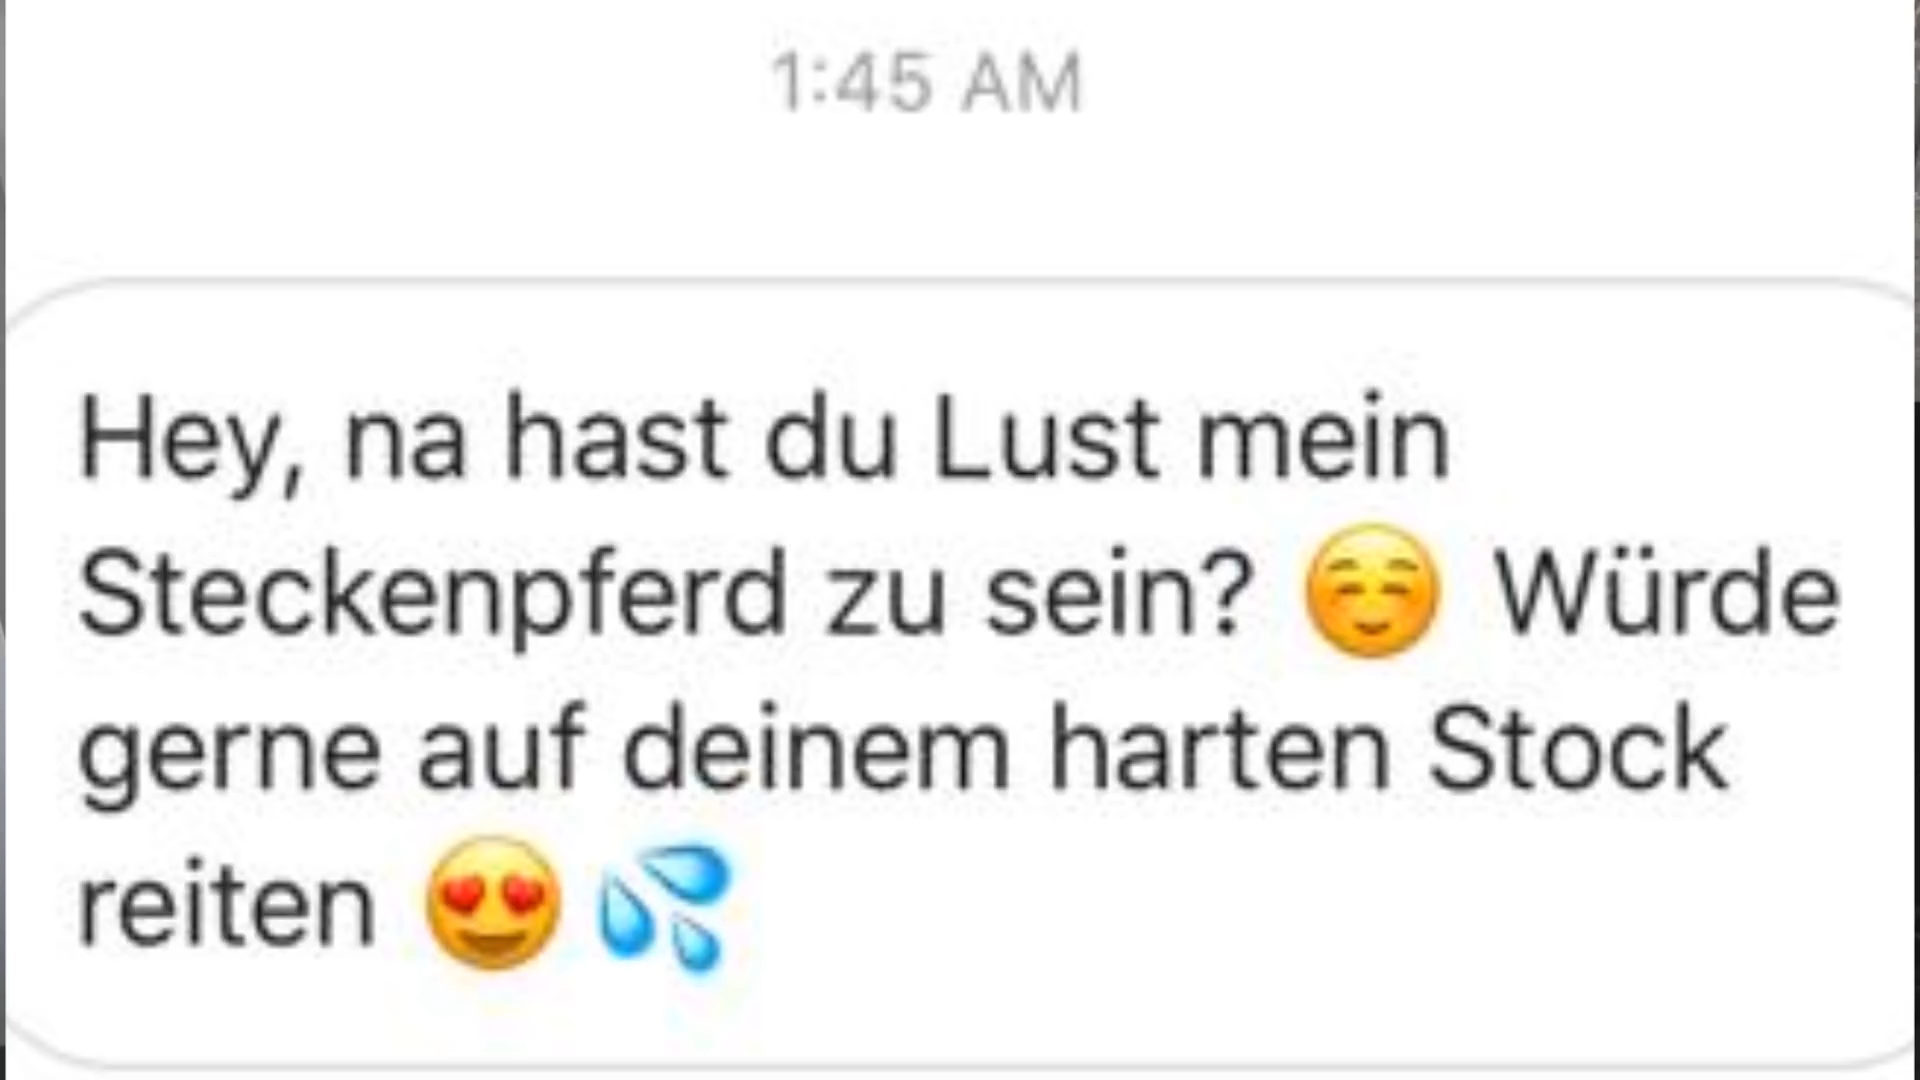 1:45 AM
Hey, na hast du Lust mein
Steckenpferd zu sein? ☺️ Würde
gerne auf deinem harten Stock
reiten 😍💦